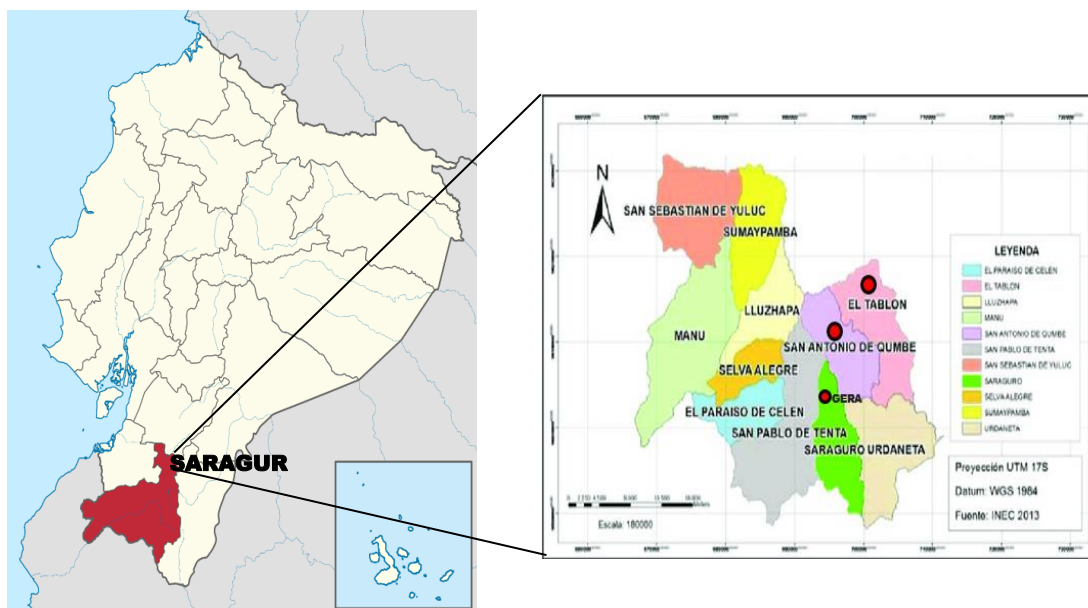 SARAGUR
N
SAN SEBASTIAN DE YULUC
SUMAYPAMBA
EL TABLON
LLUZHAPA
MANU
SAN ANTONIO DE QUMBE
SELVA ALEGRE
GERA
EL PARAISO DE CELEN
SAN PABLO DE TENTA
SARAGURO URDANETA
Escala: 180000
LEYENDA
EL PARAISO DE CELEN
EL TABLON
LLUZHAPA
MANU
SAN ANTONIO DE QUMBE
SAN PABLO DE TENTA
SAN SEBASTIAN DE YULUC
SARAGURO
SELVA ALEGRE
SUMAYPAMBA
URDANETA
Proyección UTM 17S
Datum: WGS 1984
Fuente: INEC 2013